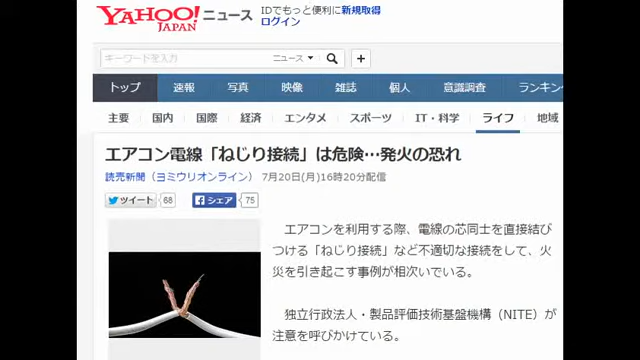 YAHOO! ニュース
JAPAN
IDでもっと便利に新規取得
ログイン
キーワードを入力
ニュース
トップ
速報
写真
映像
雑誌
個人
意識調査
ランキン
主要
国内
国際
経済
エンタメ
スポーツ
IT・科学
ライフ
地域
エアコン電線「ねじり接続」は危険…発火の恐れ
読売新聞（ヨミウリオンライン） 7月20日(月)16時20分配信
ツイート 68 シェア 75
エアコンを利用する際、電線の芯同士を直接結び
つける「ねじり接続」など不適切な接続をして、火
災を引き起こす事例が相次いでいる。
独立行政法人・製品評価技術基盤機構（NITE）が
注意を呼びかけている。